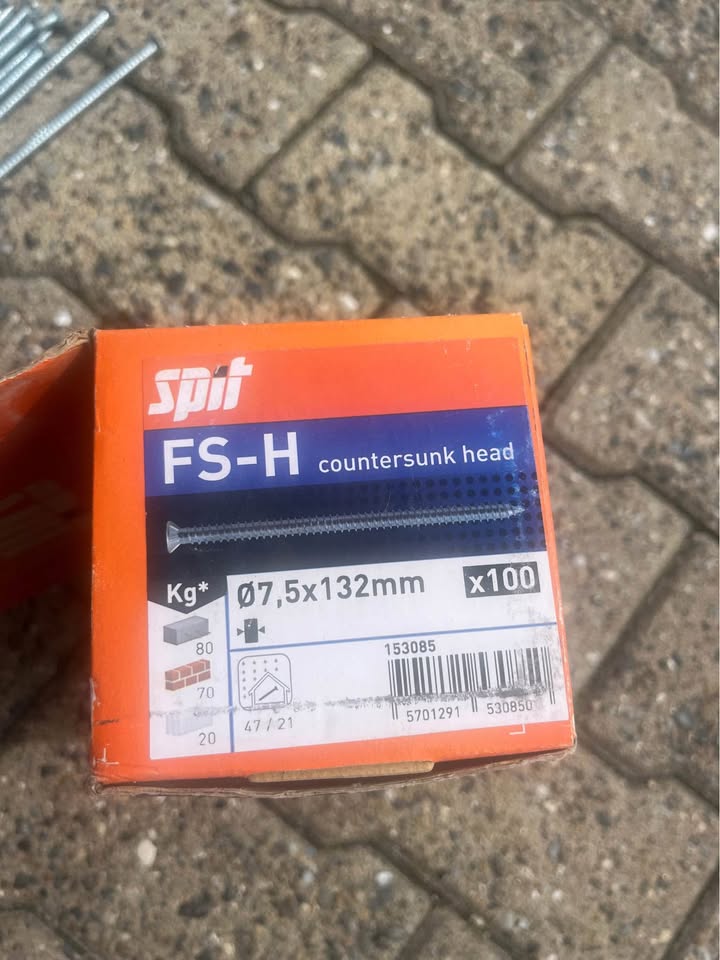 spit
FS-H countersunk head
Kg*
Ø7,5x132mm x100
80
153085
70
47 / 21
5701291 530850
20